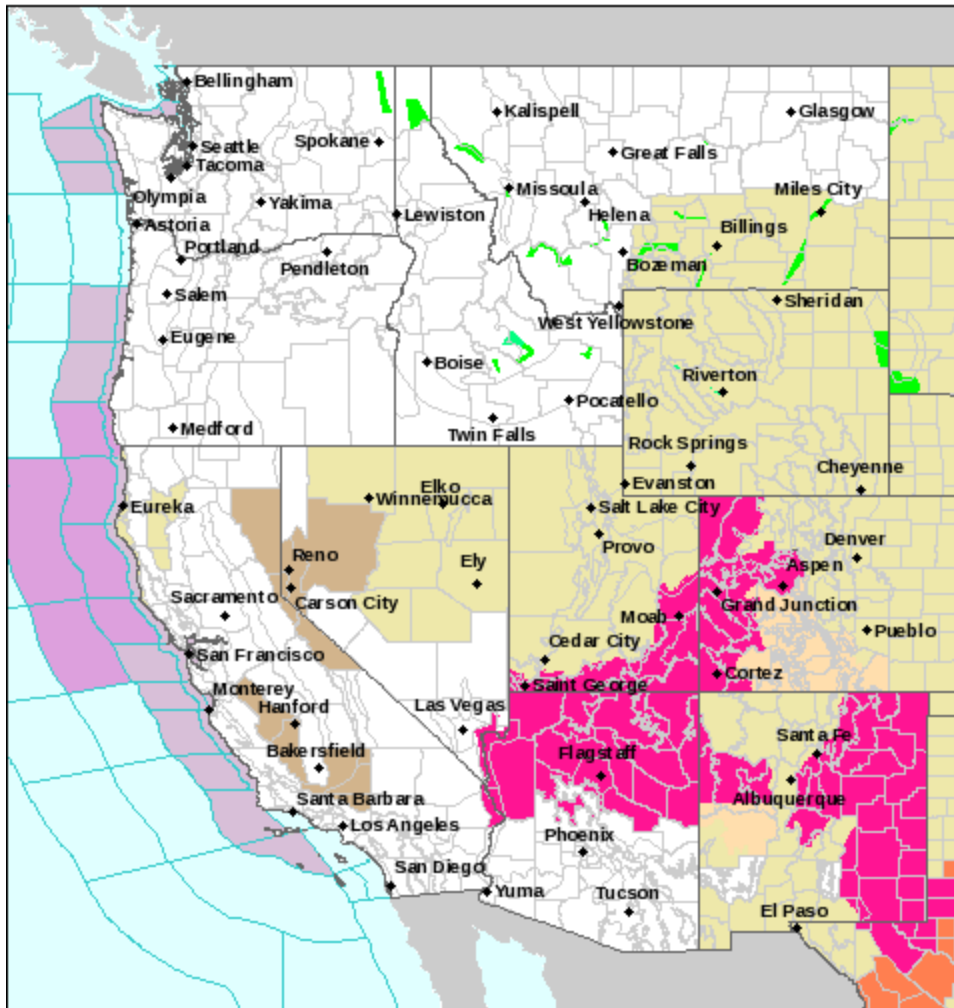 Bellingham
Kalispell
Glasgow
Seattle
Spokane
Great Falls
Tacoma
Olympia
Yakima
Lewiston
Missoula
Helena
Miles City
Astoria
Portland
Pendleton
Billings
Bozeman
Salem
Sheridan
West Yellowstone
Eugene
Boise
Riverton
Pocatello
Medford
Twin Falls
Rock Springs
Cheyenne
Evanston
Elko
Winnemucca
Eureka
Salt Lake City
Provo
Denver
Reno
Ely
Aspen
Sacramento
Carson City
Grand Junction
Moab
Pueblo
San Francisco
Cedar City
Cortez
Saint George
Monterey
Hanford
Las Vegas
Bakersfield
Flagstaff
Santa Fe
Albuquerque
Santa Barbara
Los Angeles
Phoenix
San Diego
Yuma
Tucson
El Paso